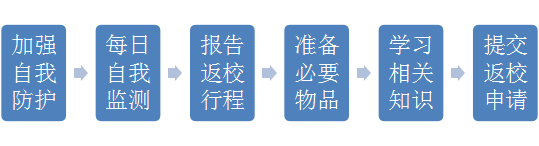 加强
自我
防护
每日
自我
监测
报告
返校
行程
准备
必要
物品
学习
相关
知识
提交
返校
申请